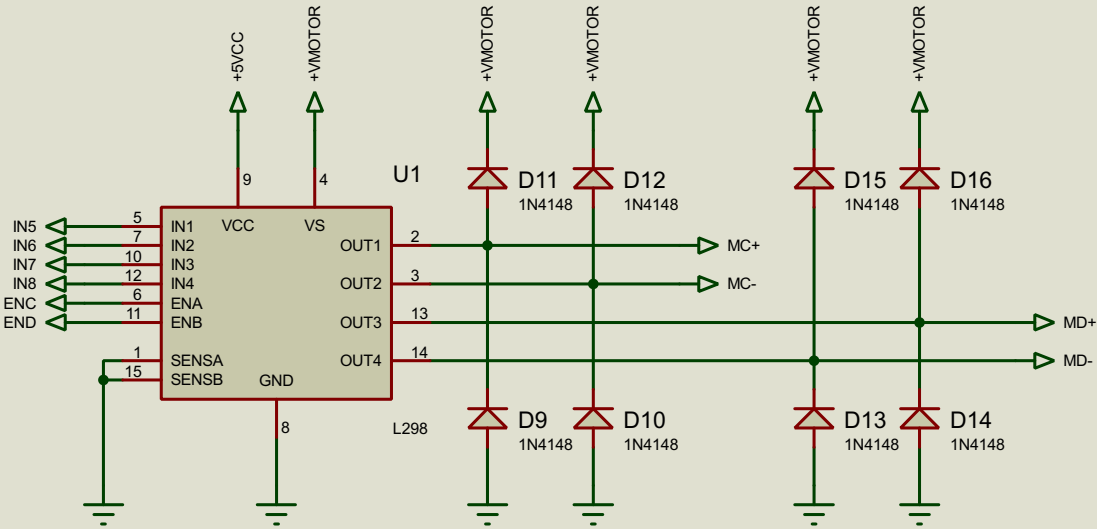 +5VCC
+VMOTOR
+VMOTOR
+VMOTOR
+VMOTOR
+VMOTOR
9
4
U1
D11
1N4148
D12
1N4148
D15
1N4148
D16
1N4148
VCC
VS
IN5
5
IN1
IN6
7
IN2
IN7
10
IN3
IN8
12
IN4
ENC
6
ENA
END
11
ENB
1
SENSA
15
SENSB
GND
8
OUT1
2
MC+
OUT2
3
MC-
OUT3
13
MD+
OUT4
14
MD-
L298
D9
1N4148
D10
1N4148
D13
1N4148
D14
1N4148